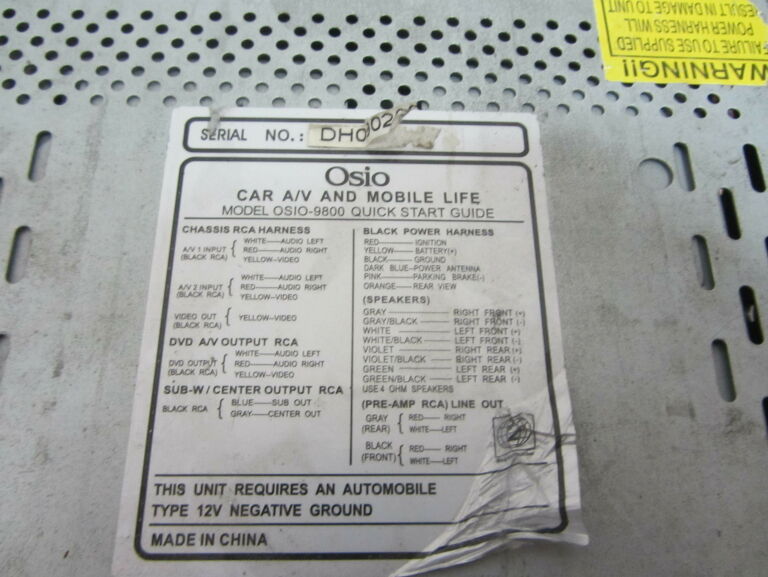 WARNING!!
FAILURE TO USE SUPPLIED
POWER HARNESS WILL
RESULT IN DAMAGE TO UNIT
SERIAL NO.: DH0
Osio
CAR A/V AND MOBILE LIFE
MODEL OSIO-9800 QUICK START GUIDE
CHASSIS RCA HARNESS
A/V 1 INPUT
(BLACK RCA)
WHITE—AUDIO LEFT
RED—AUDIO RIGHT
YELLOW–VIDEO
A/V 2 INPUT
(BLACK RCA)
WHITE—AUDIO LEFT
RED—AUDIO RIGHT
YELLOW–VIDEO
VIDEO OUT
(BLACK RCA)
YELLOW–VIDEO
DVD A/V OUTPUT RCA
DVD OUTPUT
(BLACK RCA)
WHITE—AUDIO LEFT
RED—AUDIO RIGHT
YELLOW–VIDEO
SUB-W / CENTER OUTPUT RCA
BLACK RCA
BLUE—SUB OUT
GRAY—CENTER OUT
BLACK POWER HARNESS
RED—IGNITION
YELLOW—BATTERY(+)
BLACK—GROUND
DARK BLUE–POWER ANTENNA
PINK—PARKING BRAKE(-)
ORANGE—REAR VIEW
(SPEAKERS)
GRAY—RIGHT FRONT (+)
GRAY/BLACK—RIGHT FRONT (-)
WHITE—LEFT FRONT (+)
WHITE/BLACK—LEFT FRONT (-)
VIOLET—RIGHT REAR (+)
VIOLET/BLACK—RIGHT REAR (-)
GREEN—LEFT REAR (+)
GREEN/BLACK—LEFT REAR (-)
USE 4 OHM SPEAKERS
(PRE-AMP RCA) LINE OUT
GRAY
(REAR)
RED—RIGHT
WHITE—LEFT
BLACK
(FRONT)
RED—RIGHT
WHITE—LEFT
THIS UNIT REQUIRES AN AUTOMOBILE
TYPE 12V NEGATIVE GROUND
MADE IN CHINA